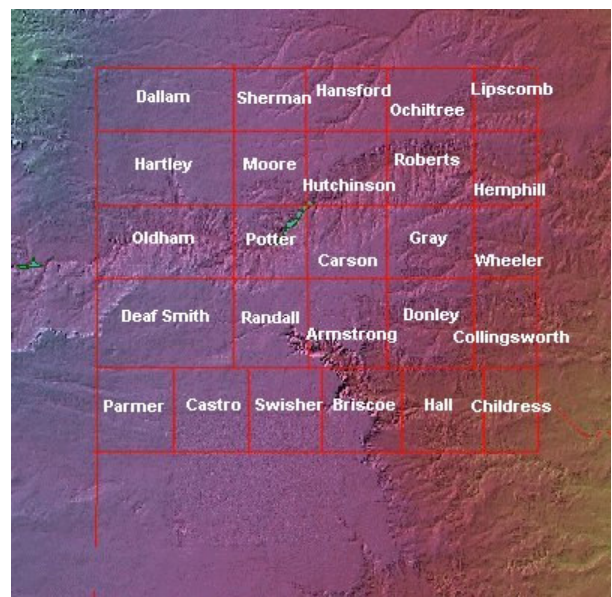 Dallam Sherman Hansford Ochiltree Lipscomb
Hartley Moore Hutchinson Roberts Hemphill
Oldham Potter Carson Gray Wheeler
Deaf Smith Randall Armstrong Donley Collingsworth
Parmer Castro Swisher Briscoe Hall Childress